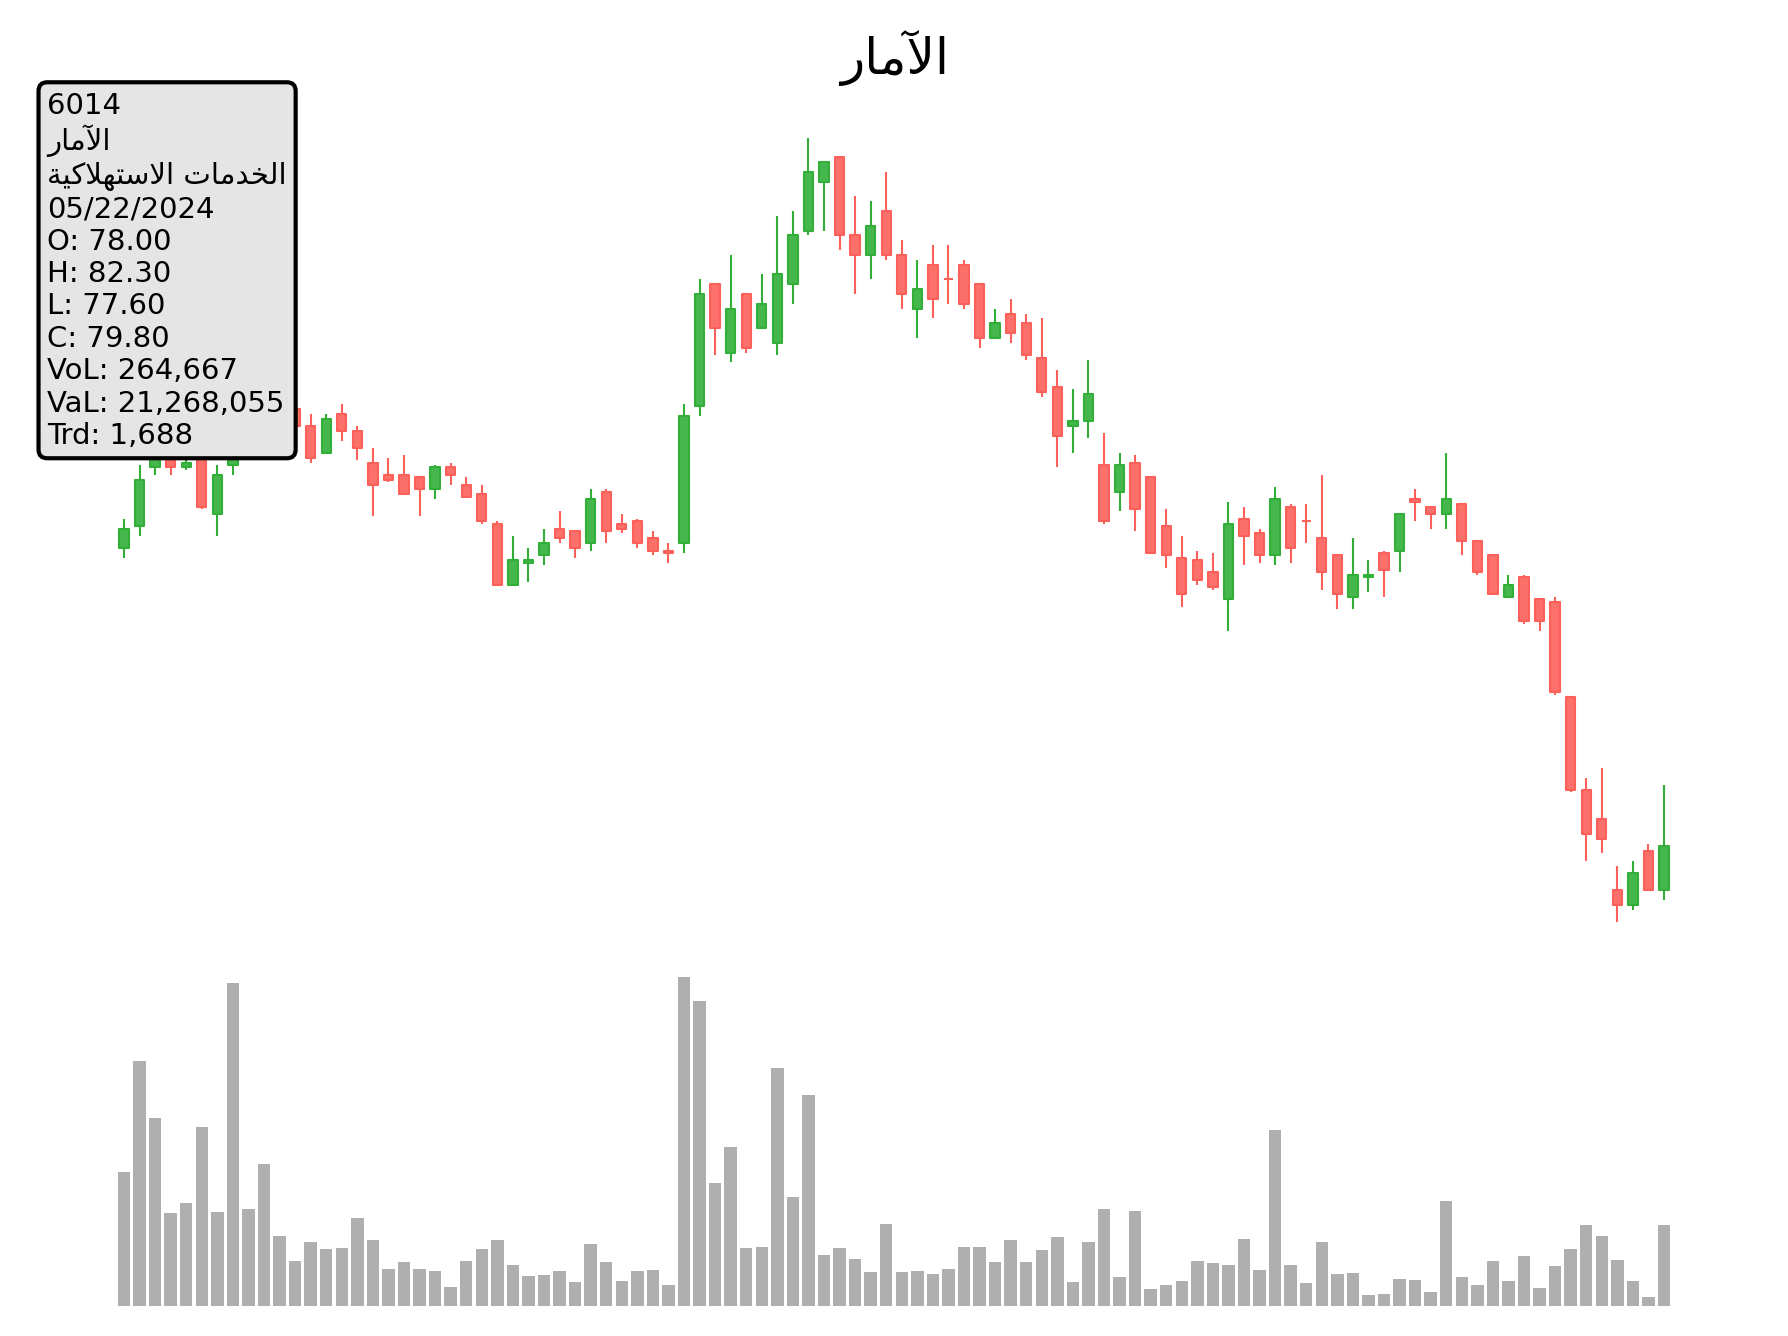 الآمار
6014
الآمار
الخدمات الاستهلاكية
05/22/2024
O: 78.00
H: 82.30
L: 77.60
C: 79.80
VoL: 264,667
VaL: 21,268,055
Trd: 1,688